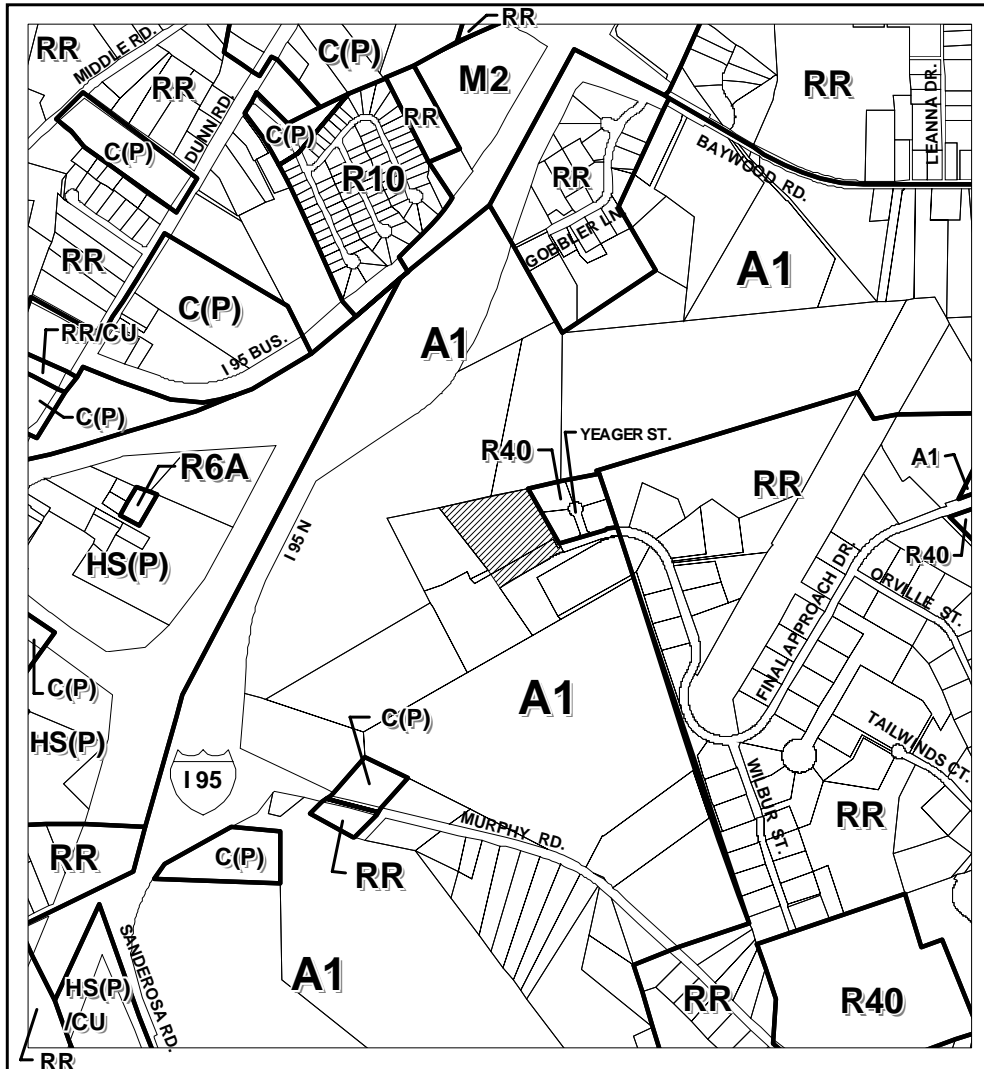 RR
RR
C(P)
MIDDLE RD.
M2
RR
RR
RR
LEANNA DR.
DUNN RD.
C(P)
C(P)
R10
BAYWOOD RD.
RR
GOBBLER LN.
RR
A1
C(P)
RR/CU
I 95 BUS.
A1
C(P)
YEAGER ST.
R40
A1
R6A
RR
I 95 N
R40
HS(P)
FINAL APPROACH DR.
ORVILLE ST.
C(P)
A1
C(P)
HS(P)
TAILWINDS CT.
I 95
WILBUR ST.
MURPHY RD.
RR
RR
C(P)
RR
SANDEROSA RD.
A1
HS(P)
/CU
RR
R40
RR